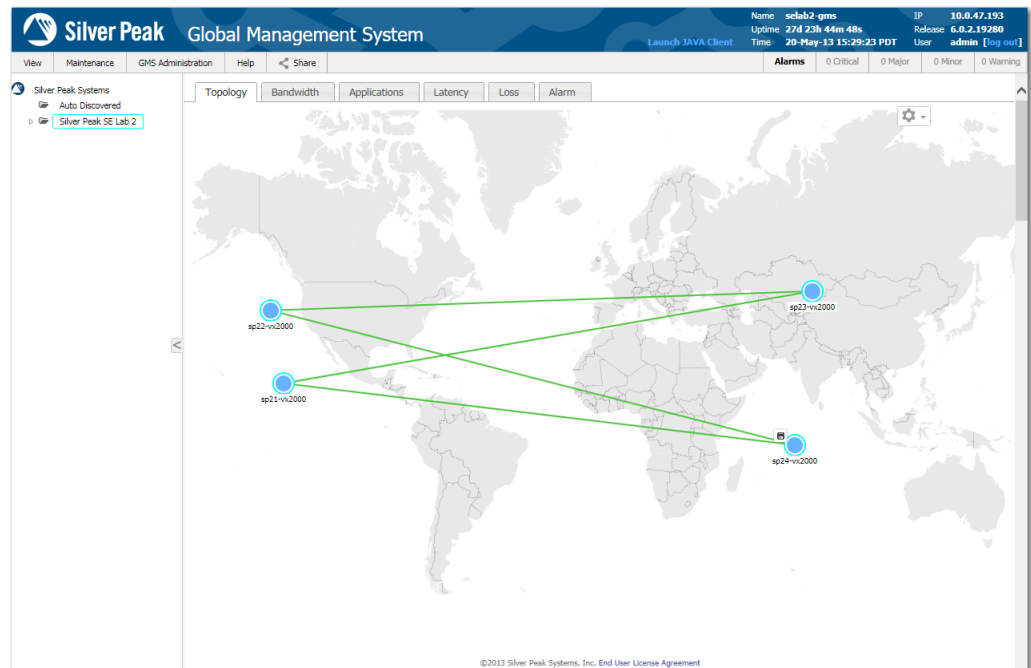 Silver Peak Global Management System
Launch JAVA Client
Name selab2-gms IP 10.0.47.193
Uptime 27d 23h 44m 48s Release 6.0.2.19280
Time 20-May-13 15:29:23 PDT User admin [log out]
View Maintenance GMS Administration Help Share Alarms 0 Critical 0 Major 0 Minor 0 Warning
Silver Peak Systems
Auto Discovered
Silver Peak SE Lab 2
Topology Bandwidth Applications Latency Loss Alarm
sp23-vx2000
sp22-vx2000
<
sp21-vx2000
sp24-vx2000
©2013 Silver Peak Systems, Inc. End User License Agreement